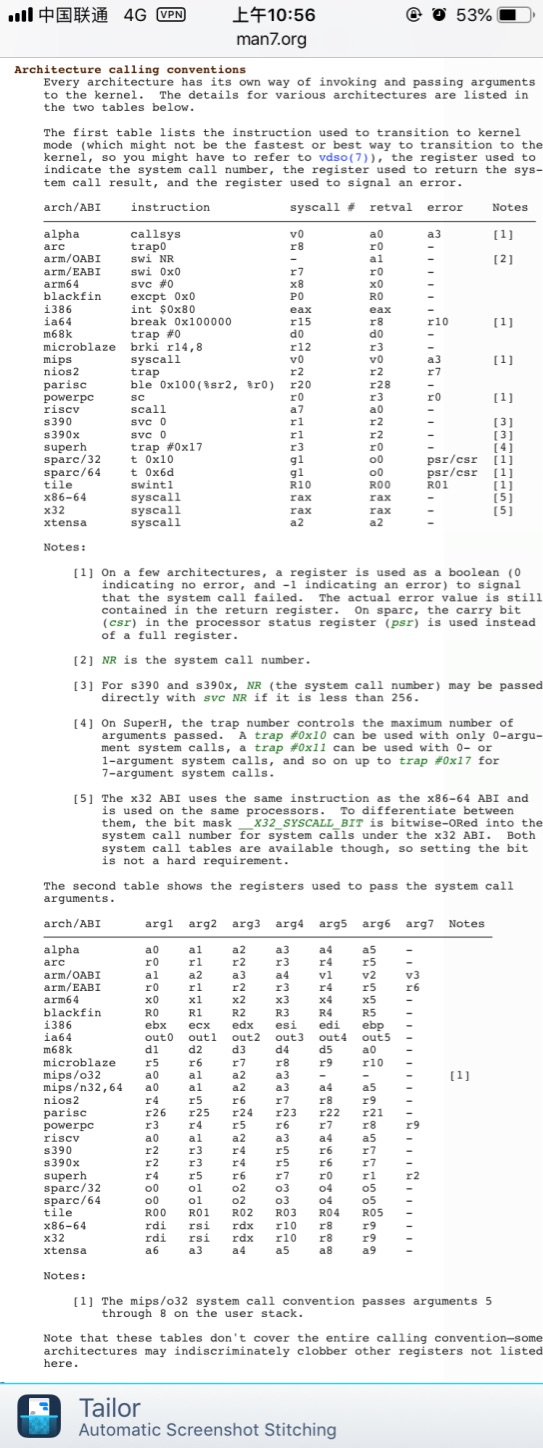 中国联通 4G VPN 上午10:56 53%
man7.org
Architecture calling conventions
Every architecture has its own way of invoking and passing arguments
to the kernel. The details for various architectures are listed in
the two tables below.
The first table lists the instruction used to transition to kernel
mode (which might not be the fastest or best way to transition to the
kernel, so you might have to refer to vdso(7)), the register used to
indicate the system call number, the register used to return the sys-
tem call result, and the register used to signal an error.
arch/ABI instruction syscall # retval error Notes
alpha callsys v0 a0 a3 [1]
arc trap0 r8 r0 -
arm/OABI swi NR - a1 - [2]
arm/EABI swi 0x0 r7 r0 -
arm64 svc #0 x8 x0 -
blackfin excpt 0x0 P0 R0 -
i386 int $0x80 eax eax -
ia64 break 0x100000 r15 r8 r10 [1]
m68k trap #0 d0 d0 -
microblaze brki r14,8 r12 r3 -
mips syscall v0 v0 a3 [1]
nios2 trap r2 r2 r7
parisc ble 0x100(%sr2, %r0) r20 r28 -
powerpc sc r0 r3 r0 [1]
riscv scall a7 a0 -
s390 svc 0 r1 r2 - [3]
s390x svc 0 r1 r2 - [3]
superh trap #0x17 r3 r0 - [4]
sparc/32 t 0x10 g1 o0 psr/csr [1]
sparc/64 t 0x6d g1 o0 psr/csr [1]
tile swint1 R10 R00 R01 [1]
x86-64 syscall rax rax - [5]
x32 syscall rax rax - [5]
xtensa syscall a2 a2 -
Notes:
[1] On a few architectures, a register is used as a boolean (0
indicating no error, and -1 indicating an error) to signal
that the system call failed. The actual error value is still
contained in the return register. On sparc, the carry bit
(csr) in the processor status register (psr) is used instead
of a full register.
[2] NR is the system call number.
[3] For s390 and s390x, NR (the system call number) may be passed
directly with svc NR if it is less than 256.
[4] On SuperH, the trap number controls the maximum number of
arguments passed. A trap #0x10 can be used with only 0-argu-
ment system calls, a trap #0x11 can be used with 0- or
1-argument system calls, and so on up to trap #0x17 for
7-argument system calls.
[5] The x32 ABI uses the same instruction as the x86-64 ABI and
is used on the same processors. To differentiate between
them, the bit mask __X32_SYSCALL_BIT is bitwise-ORed into the
system call number for system calls under the x32 ABI. Both
system call tables are available though, so setting the bit
is not a hard requirement.
The second table shows the registers used to pass the system call
arguments.
arch/ABI arg1 arg2 arg3 arg4 arg5 arg6 arg7 Notes
alpha a0 a1 a2 a3 a4 a5 -
arc r0 r1 r2 r3 r4 r5 -
arm/OABI a1 a2 a3 a4 v1 v2 v3
arm/EABI r0 r1 r2 r3 r4 r5 r6
arm64 x0 x1 x2 x3 x4 x5 -
blackfin R0 R1 R2 R3 R4 R5 -
i386 ebx ecx edx esi edi ebp -
ia64 out0 out1 out2 out3 out4 out5 -
m68k d1 d2 d3 d4 d5 a0 -
microblaze r5 r6 r7 r8 r9 r10 -
mips/o32 a0 a1 a2 a3 - - - [1]
mips/n32,64 a0 a1 a2 a3 a4 a5 -
nios2 r4 r5 r6 r7 r8 r9 -
parisc r26 r25 r24 r23 r22 r21 -
powerpc r3 r4 r5 r6 r7 r8 r9
riscv a0 a1 a2 a3 a4 a5 -
s390 r2 r3 r4 r5 r6 r7 -
s390x r2 r3 r4 r5 r6 r7 -
superh r4 r5 r6 r7 r0 r1 r2
sparc/32 o0 o1 o2 o3 o4 o5 -
sparc/64 o0 o1 o2 o3 o4 o5 -
tile R00 R01 R02 R03 R04 R05 -
x86-64 rdi rsi rdx r10 r8 r9 -
x32 rdi rsi rdx r10 r8 r9 -
xtensa a6 a3 a4 a5 a8 a9 -
Notes:
[1] The mips/o32 system call convention passes arguments 5
through 8 on the user stack.
Note that these tables don't cover the entire calling convention—some
architectures may indiscriminately clobber other registers not listed
here.
Tailor
Automatic Screenshot Stitching